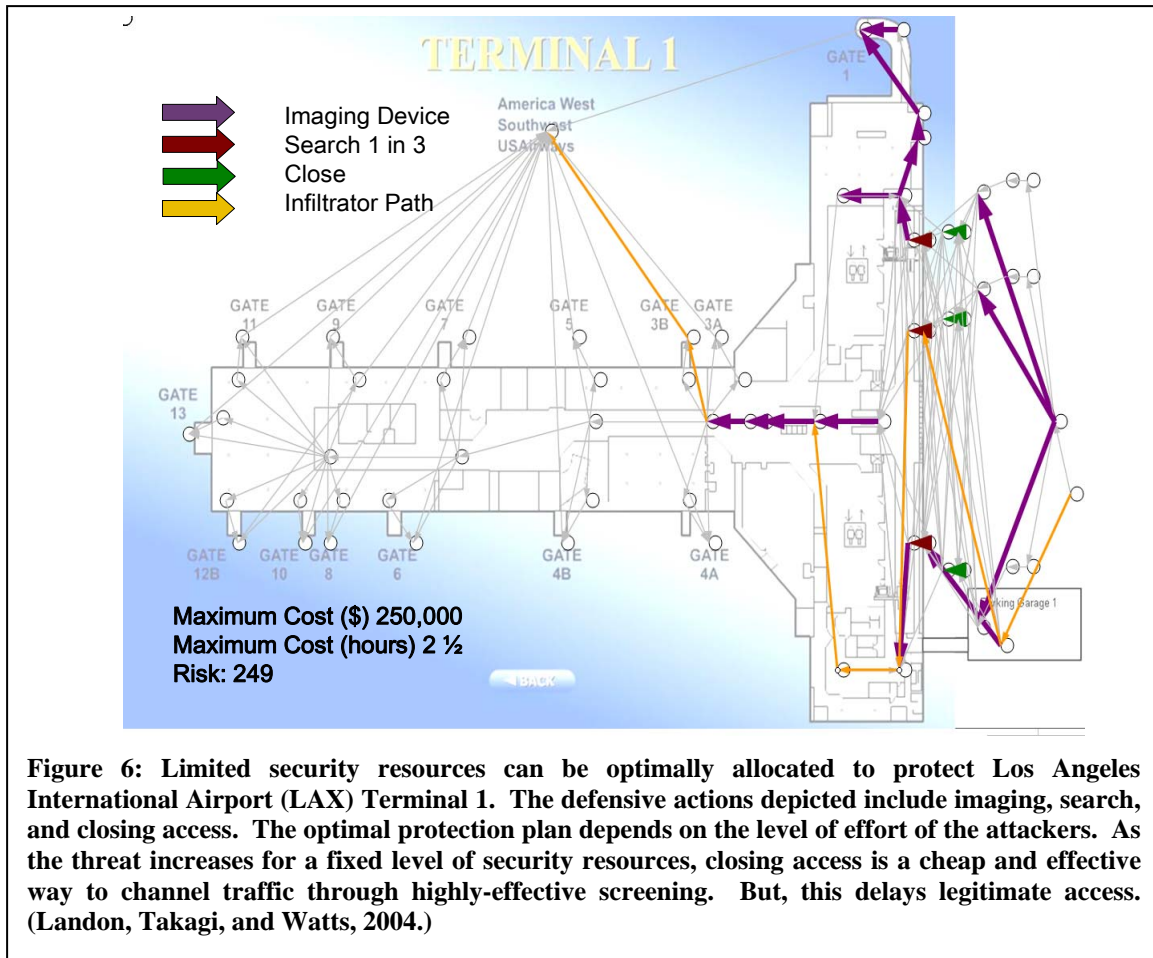 TERMINAL 1
GATE
1
America West
Southwest
USAirways
Imaging Device
Search 1 in 3
Close
Infiltrator Path
GATE
11
GATE
9
GATE
7
GATE
5
GATE
3B
GATE
3A
GATE
13
GATE
12B
GATE
10
GATE
8
GATE
6
GATE
4B
GATE
4A
Parking Garage 1
Maximum Cost ($) 250,000
Maximum Cost (hours) 2 ½
Risk: 249
BACK
Figure 6: Limited security resources can be optimally allocated to protect Los Angeles
International Airport (LAX) Terminal 1. The defensive actions depicted include imaging, search,
and closing access. The optimal protection plan depends on the level of effort of the attackers. As
the threat increases for a fixed level of security resources, closing access is a cheap and effective
way to channel traffic through highly-effective screening. But, this delays legitimate access.
(Landon, Takagi, and Watts, 2004.)